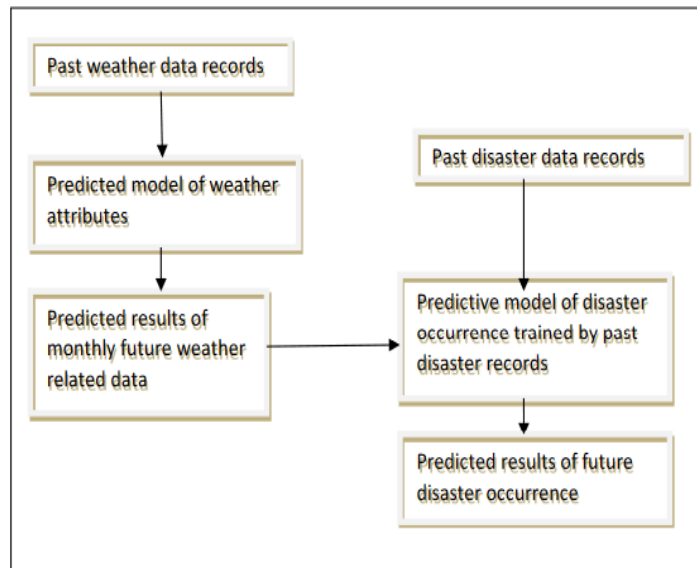 Past weather data records
Past disaster data records
Predicted model of weather
attributes
Predicted results of
monthly future weather
related data
Predictive model of disaster
occurrence trained by past
disaster records
Predicted results of future
disaster occurrence